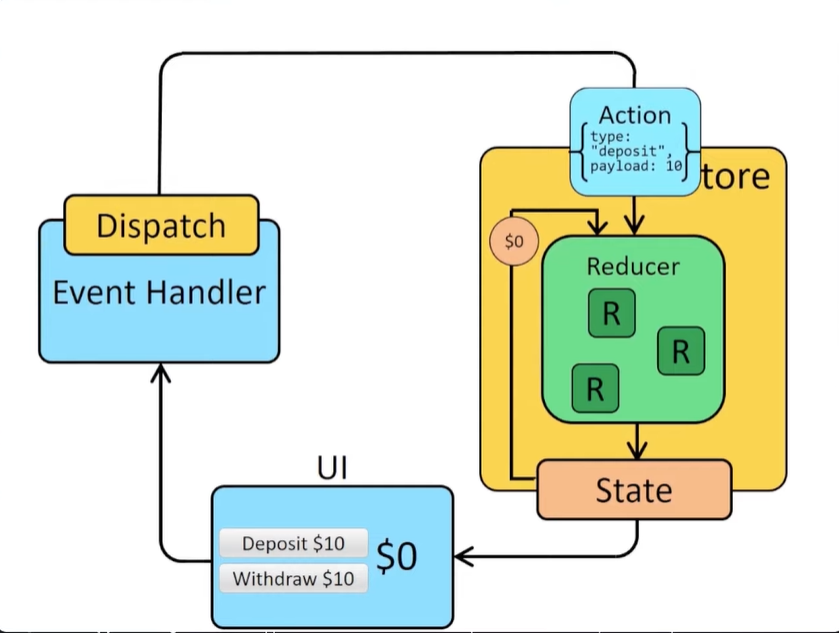 Action
{type:
"deposit",
payload: 10}
tore
Dispatch
$0
Event Handler
Reducer
R
R
R
UI
State
Deposit $10
$0
Withdraw $10